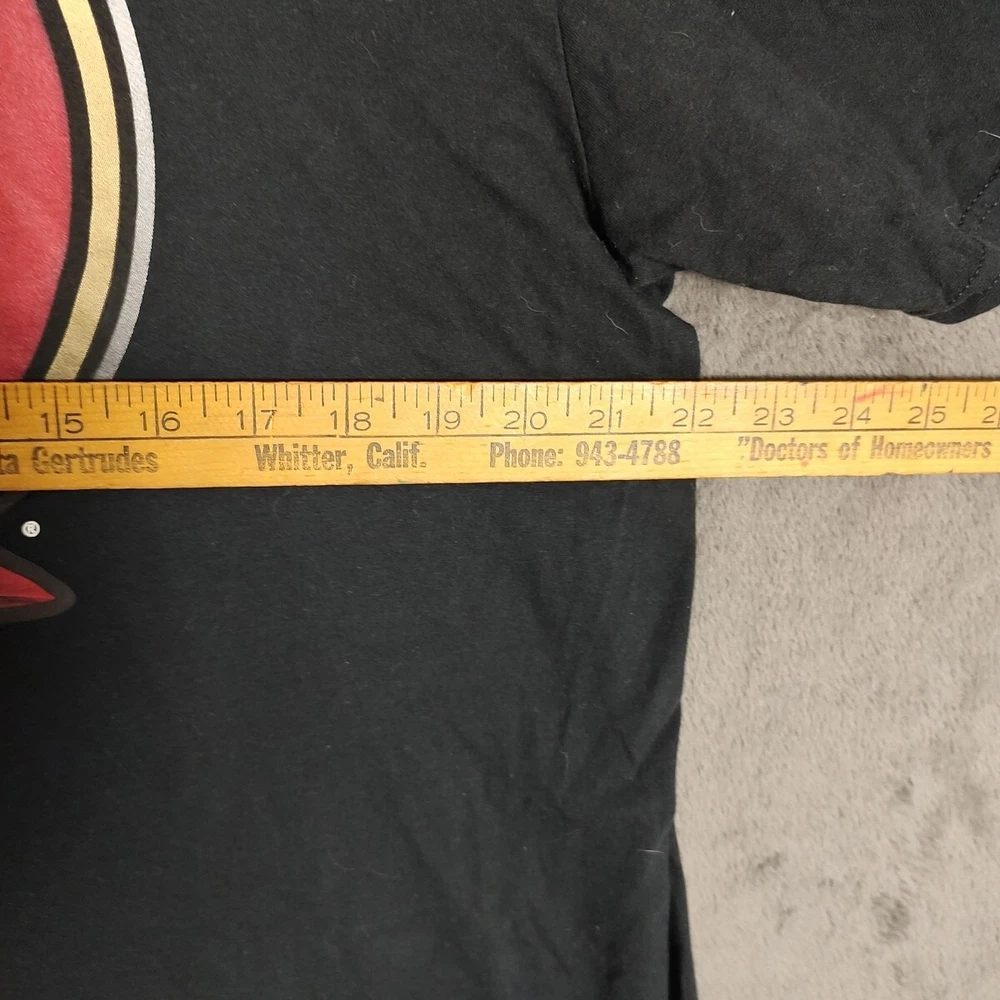 15 16 17 18 19 20 21 22 23 24 25 2
ta Gertrudes Whitter, Calif. Phone: 943-4788 "Doctors of Homeowners
®